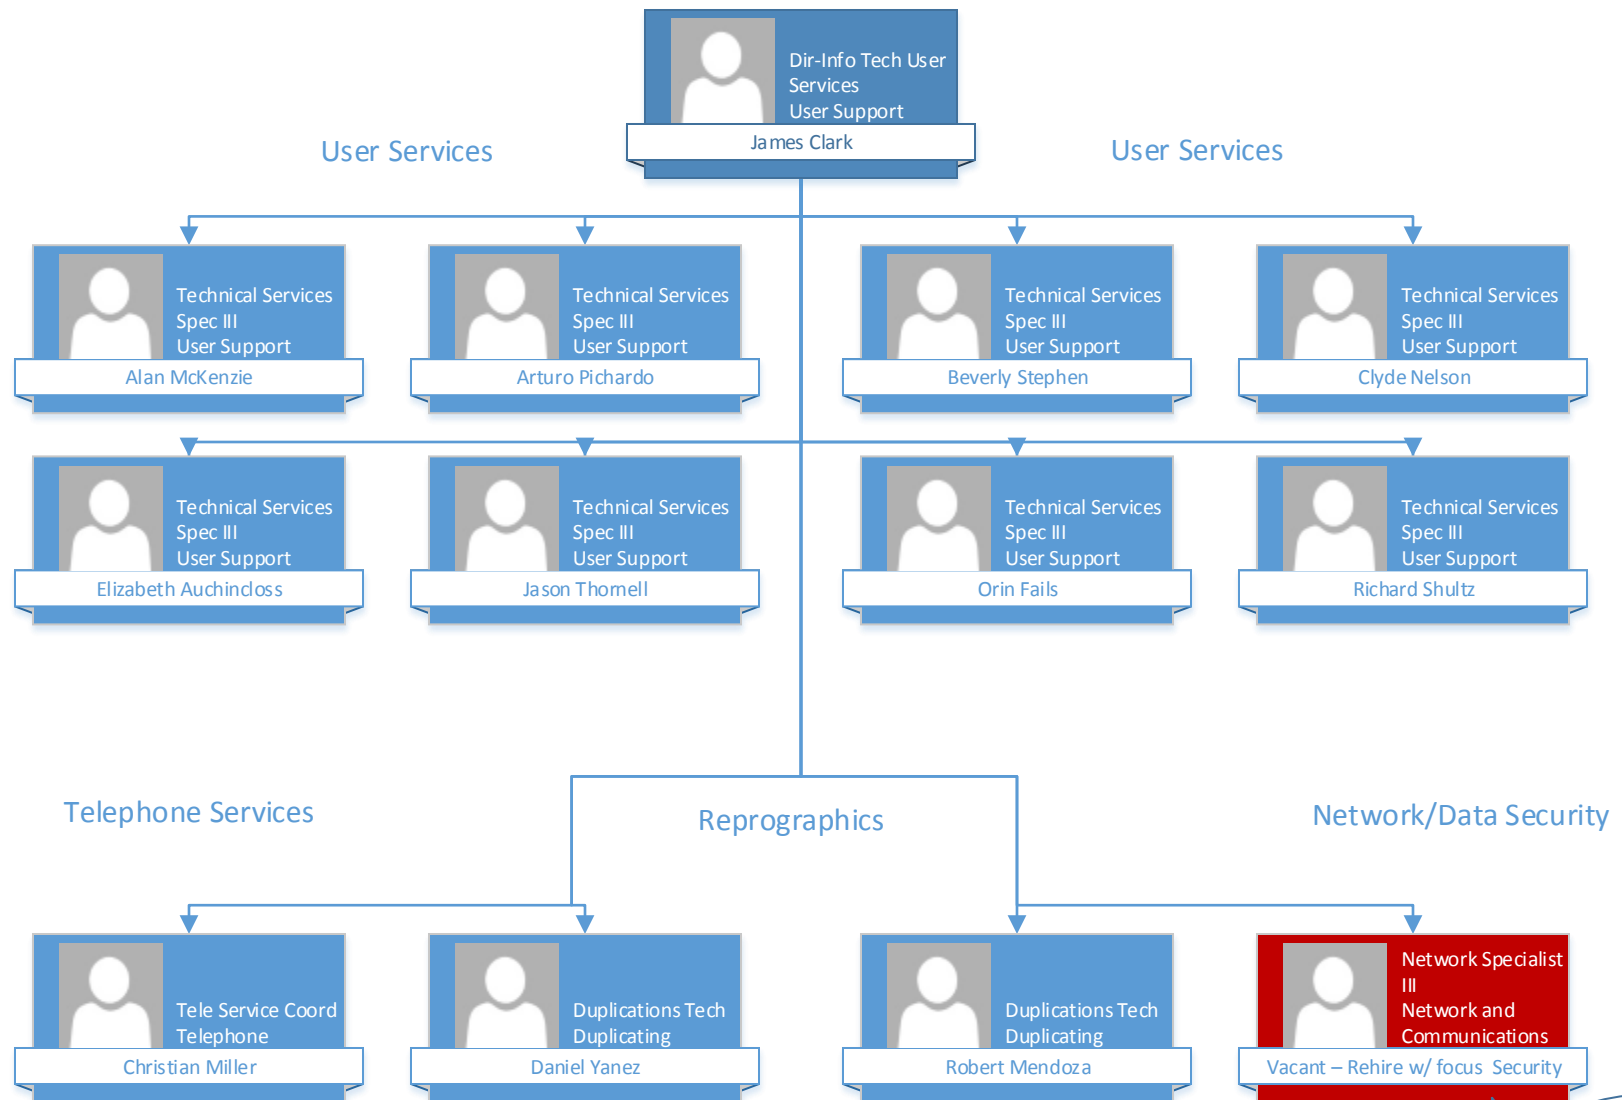 Dir-Info Tech User
Services
User Support
James Clark
User Services
User Services
Technical Services
Spec III
User Support
Alan McKenzie
Technical Services
Spec III
User Support
Arturo Pichardo
Technical Services
Spec III
User Support
Beverly Stephen
Technical Services
Spec III
User Support
Clyde Nelson
Technical Services
Spec III
User Support
Elizabeth Auchincloss
Technical Services
Spec III
User Support
Jason Thornell
Technical Services
Spec III
User Support
Orin Fails
Technical Services
Spec III
User Support
Richard Shultz
Telephone Services
Reprographics
Network/Data Security
Tele Service Coord
Telephone
Christian Miller
Duplications Tech
Duplicating
Daniel Yanez
Duplications Tech
Duplicating
Robert Mendoza
Network Specialist
III
Network and
Communications
Vacant – Rehire w/ focus Security